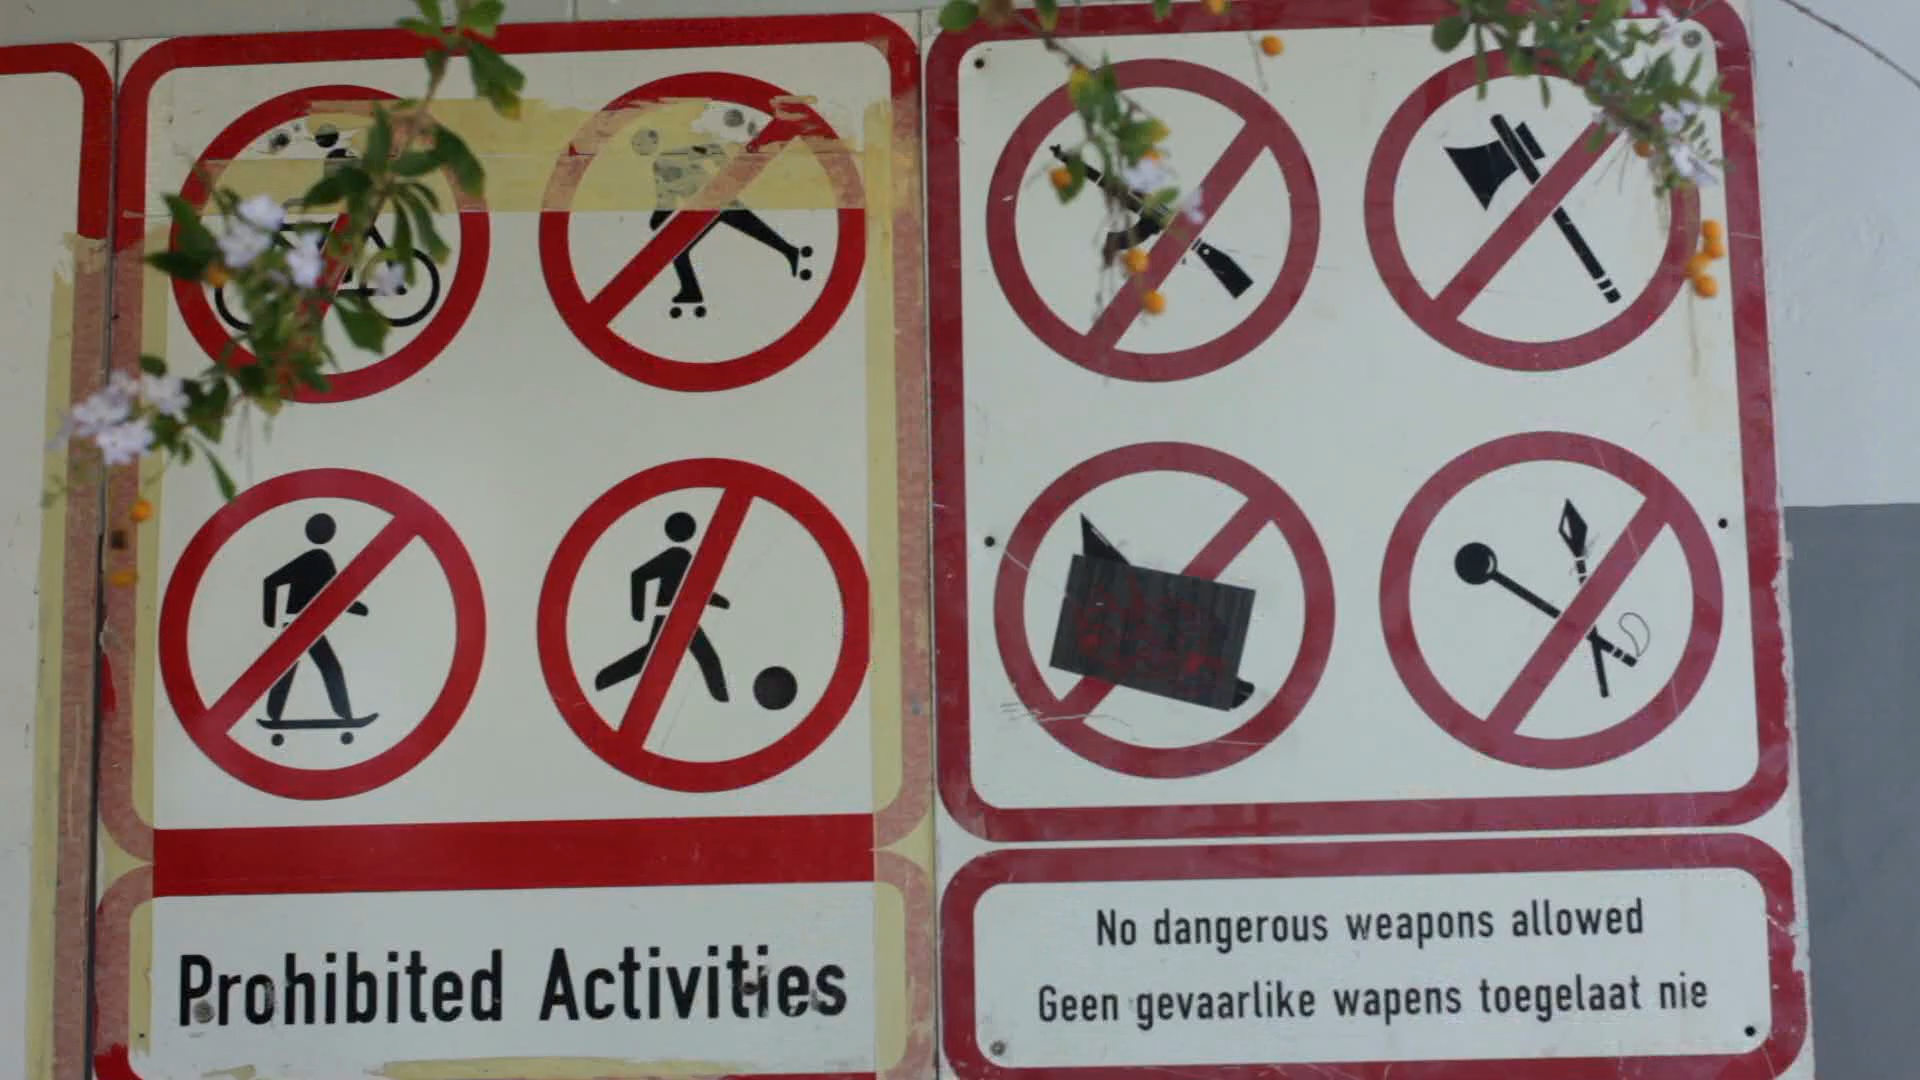 Prohibited Activities
No dangerous weapons allowed
Geen gevaarlike wapens toegelaat nie